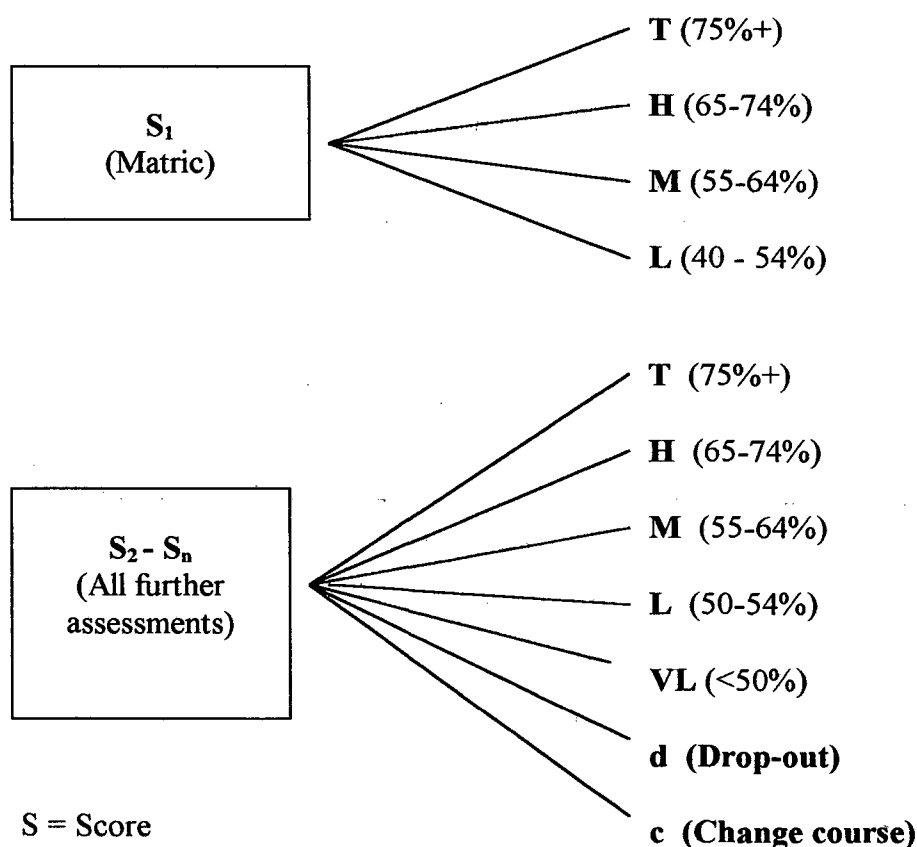 S₁
(Matric)
T (75%+)
H (65-74%)
M (55-64%)
L (40 - 54%)
S₂ - Sₙ
(All further
assessments)
T (75%+)
H (65-74%)
M (55-64%)
L (50-54%)
VL (<50%)
d (Drop-out)
c (Change course)
S = Score